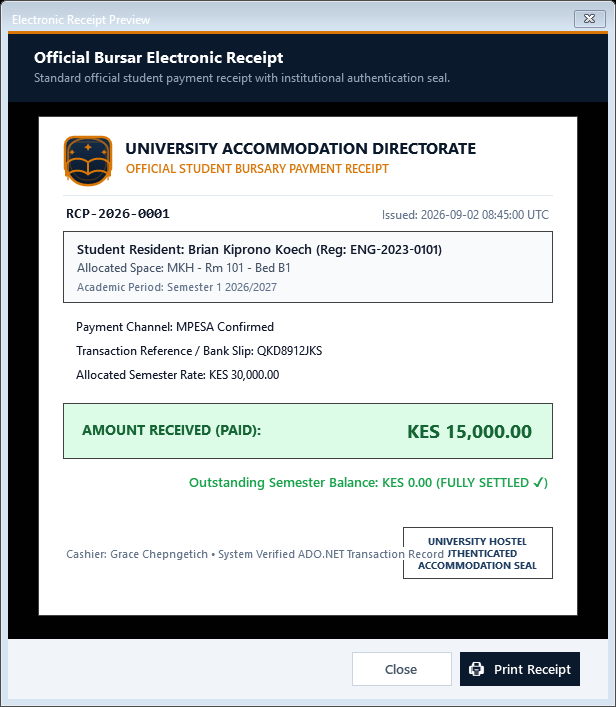 Electronic Receipt Preview
Official Bursar Electronic Receipt
Standard official student payment receipt with institutional authentication seal.
UNIVERSITY ACCOMMODATION DIRECTORATE
OFFICIAL STUDENT BURSARY PAYMENT RECEIPT
RCP-2026-0001
Issued: 2026-09-02 08:45:00 UTC
Student Resident: Brian Kiprono Koech (Reg: ENG-2023-0101)
Allocated Space: MKH - Rm 101 - Bed B1
Academic Period: Semester 1 2026/2027
Payment Channel: MPESA Confirmed
Transaction Reference / Bank Slip: QKD8912JKS
Allocated Semester Rate: KES 30,000.00
AMOUNT RECEIVED (PAID): KES 15,000.00
Outstanding Semester Balance: KES 0.00 (FULLY SETTLED ✓)
Cashier: Grace Chepngetich • System Verified ADO.NET Transaction Record
UNIVERSITY HOSTEL
UTHENTICATED
ACCOMMODATION SEAL
Close
Print Receipt